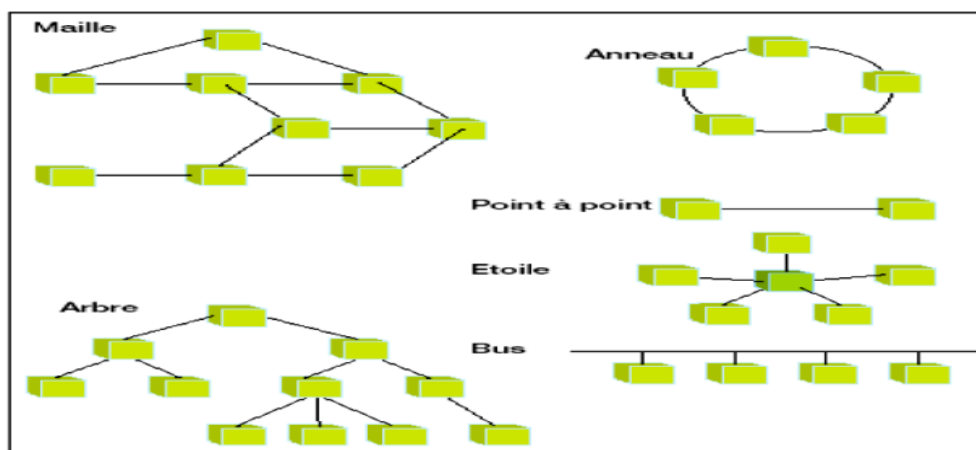 Maille
Anneau
Point à point
Etoile
Arbre
Bus